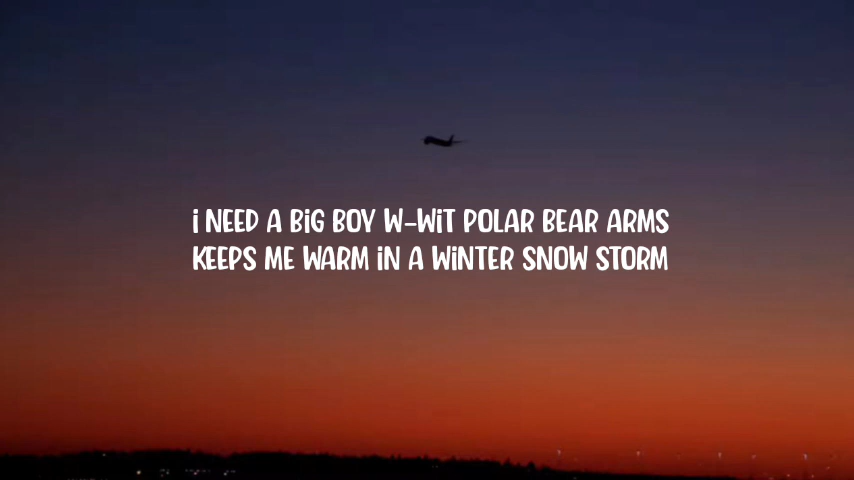 I NEED A BIG BOY W-WIT POLAR BEAR ARMS
KEEPS ME WARM IN A WINTER SNOW STORM